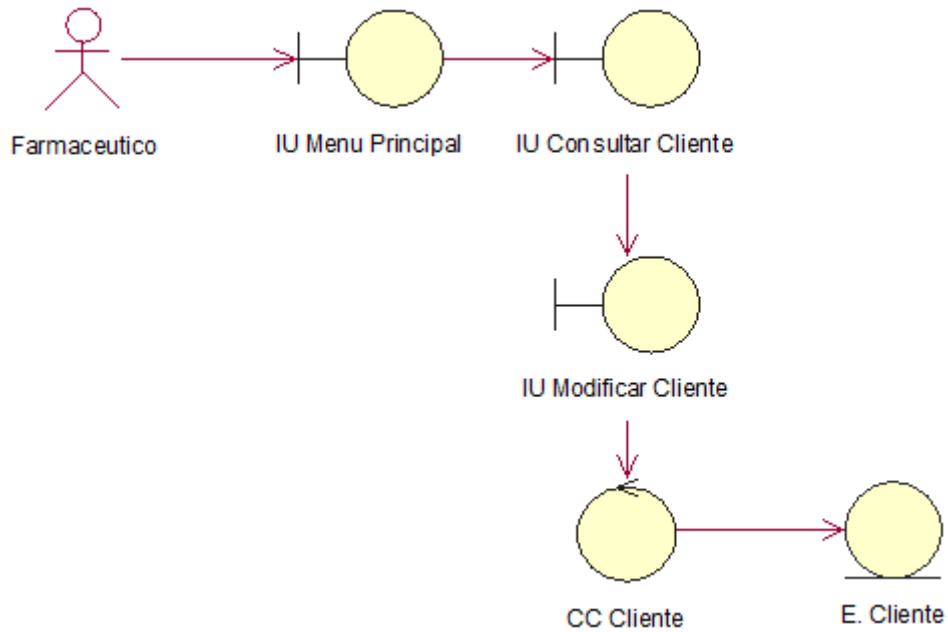 Farmaceutico
IU Menu Principal
IU Consultar Cliente
IU Modificar Cliente
CC Cliente
E. Cliente